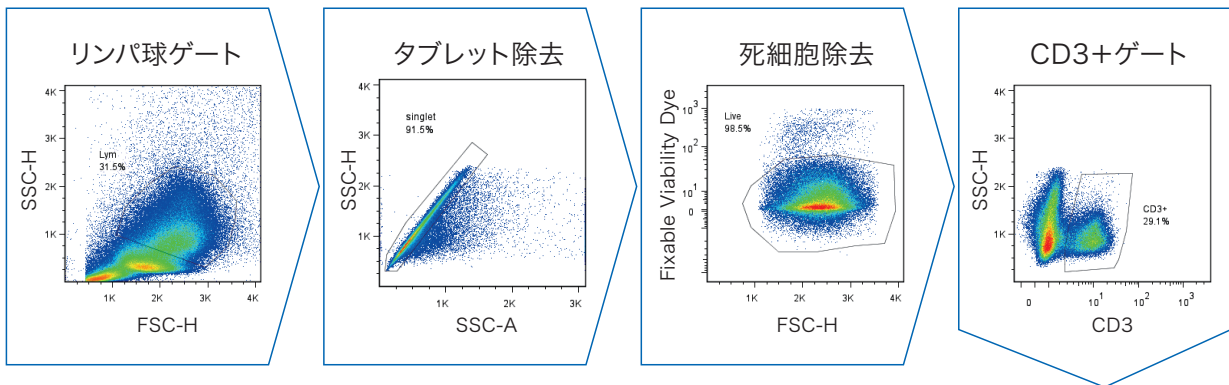 リンパ球ゲート
4K
3K
2K
1K
SSC-H
Lym
31.5%
1K
2K
3K
4K
FSC-H
タブレット除去
4K
3K
2K
1K
SSC-H
singlet
91.5%
1K
2K
3K
SSC-A
死細胞除去
10³
10²
10¹
0
Fixable Viability Dye
Live
98.5%
1K
2K
3K
4K
FSC-H
CD3+ゲート
4K
3K
2K
1K
SSC-H
CD3+
29.1%
0
10¹
10²
10³
CD3